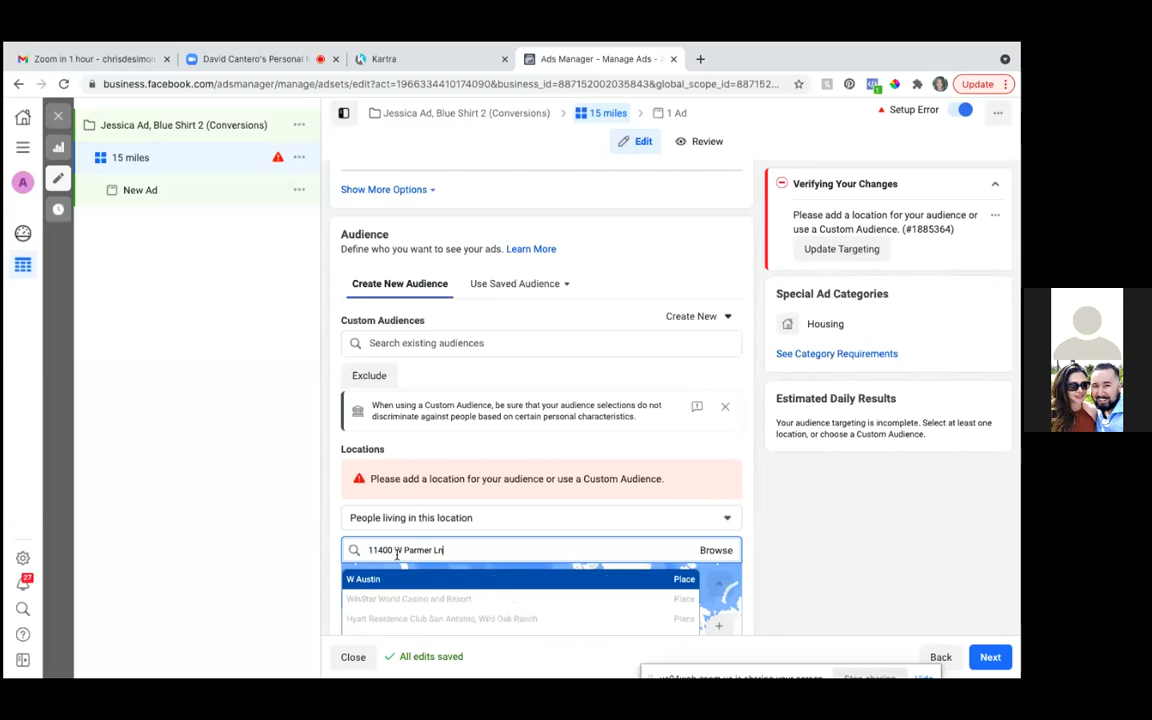 Zoom in 1 hour - chrisdesimon
David Cantero's Personal
Kartra
Ads Manager - Manage Ads -
business.facebook.com/adsmanager/manage/adsets/edit?act=1966334410174090&business_id=887152002035843&global_scope_id=887152...
Update
Jessica Ad, Blue Shirt 2 (Conversions)
15 miles
New Ad
A
27
Jessica Ad, Blue Shirt 2 (Conversions)
15 miles
1 Ad
Setup Error
Edit
Review
Show More Options
Audience
Define who you want to see your ads. Learn More
Create New Audience
Use Saved Audience
Custom Audiences
Create New
Search existing audiences
Exclude
When using a Custom Audience, be sure that your audience selections do not
discriminate against people based on certain personal characteristics.
Locations
Please add a location for your audience or use a Custom Audience.
People living in this location
11400 W Parmer Ln
Browse
W Austin
Place
WinStar World Casino and Resort
Place
Hyatt Residence Club San Antonio, Wild Oak Ranch
Place
Close
All edits saved
Back
Next
Verifying Your Changes
Please add a location for your audience or
use a Custom Audience. (#1885364)
Update Targeting
Special Ad Categories
Housing
See Category Requirements
Estimated Daily Results
Your audience targeting is incomplete. Select at least one
location, or choose a Custom Audience.